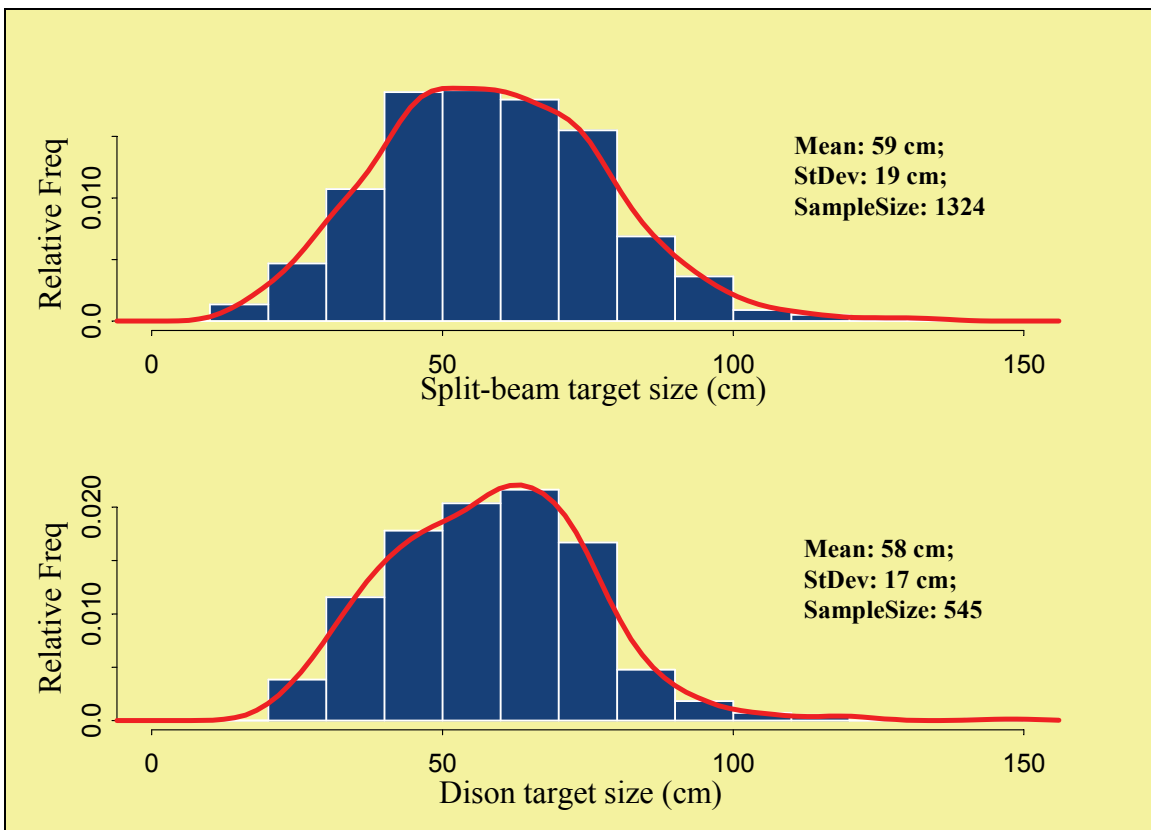 Relative Freq
0.0
0.010
Mean: 59 cm;
StDev: 19 cm;
SampleSize: 1324
0 50 100 150
Split-beam target size (cm)
Relative Freq
0.0
0.010
0.020
Mean: 58 cm;
StDev: 17 cm;
SampleSize: 545
0 50 100 150
Dison target size (cm)